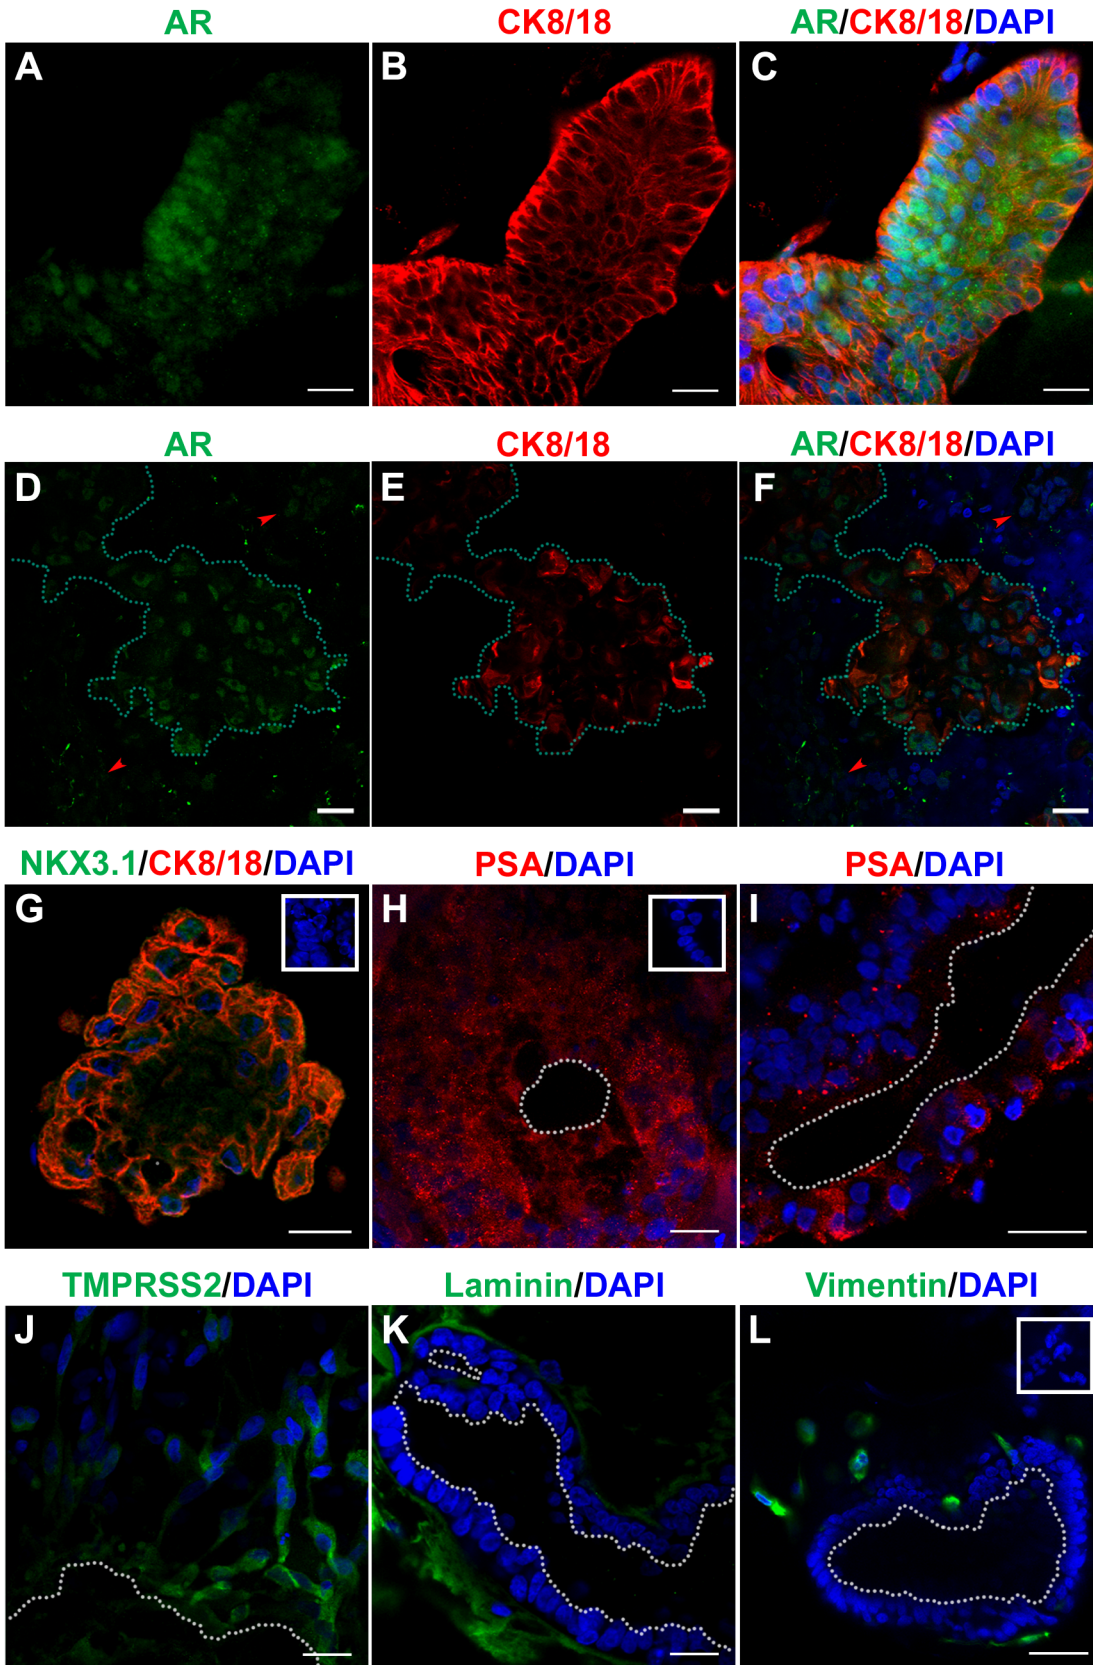 AR CK8/18 AR/CK8/18/DAPI
A B C
AR CK8/18 AR/CK8/18/DAPI
D E F
NKX3.1/CK8/18/DAPI PSA/DAPI PSA/DAPI
G H I
TMPRSS2/DAPI Laminin/DAPI Vimentin/DAPI
J K L